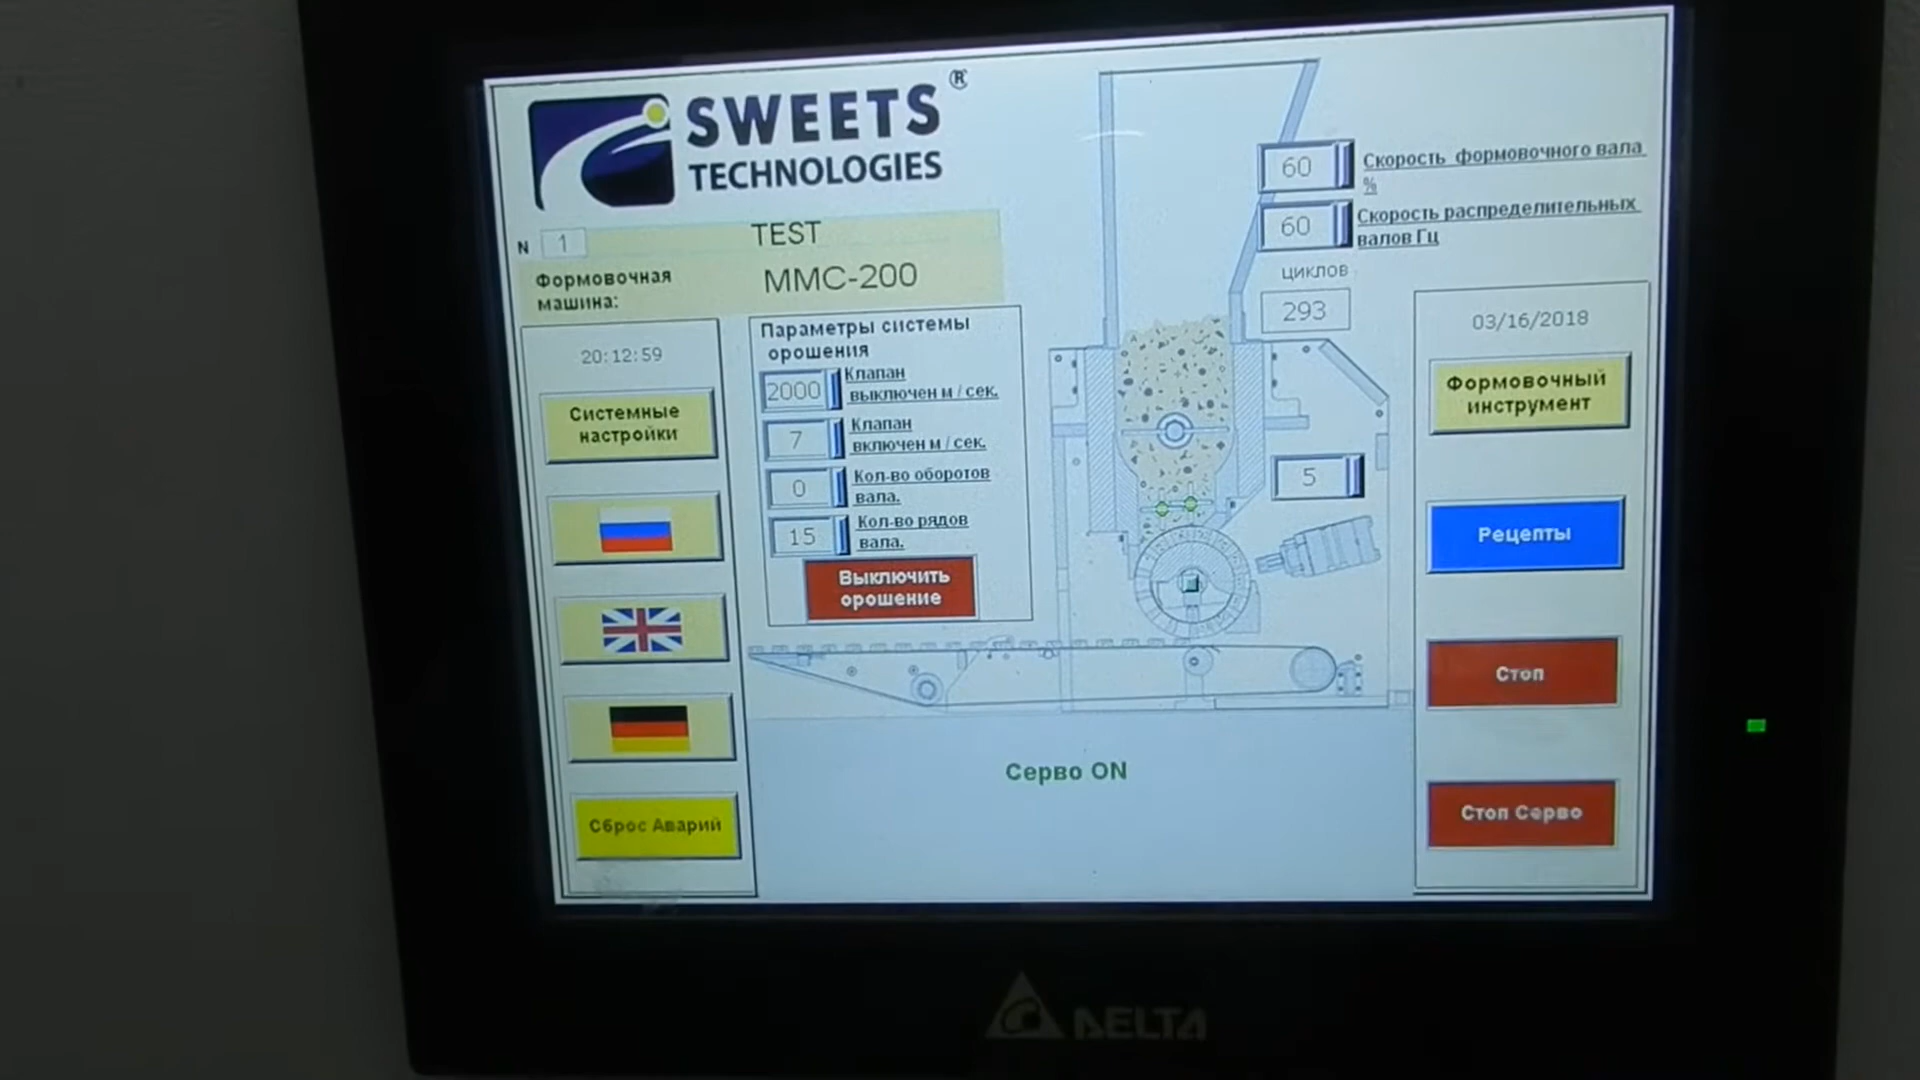 SWEETS ®
TECHNOLOGIES
N 1 TEST
Формовочная
машина:
ММС-200
20:12:59
Системные
настройки
Сброс Аварий
Параметры системы
орошения
2000 Клапан
выключен м / сек.
7 Клапан
включен м / сек.
0 Кол-во оборотов
вала.
15 Кол-во рядов
вала.
Выключить
орошение
60 Скорость формовочного вала
%
60 Скорость распределительных
валов Гц
циклов
293
5
Серво ON
03/16/2018
Формовочный
инструмент
Рецепты
Стоп
Стоп Серво
DELTA